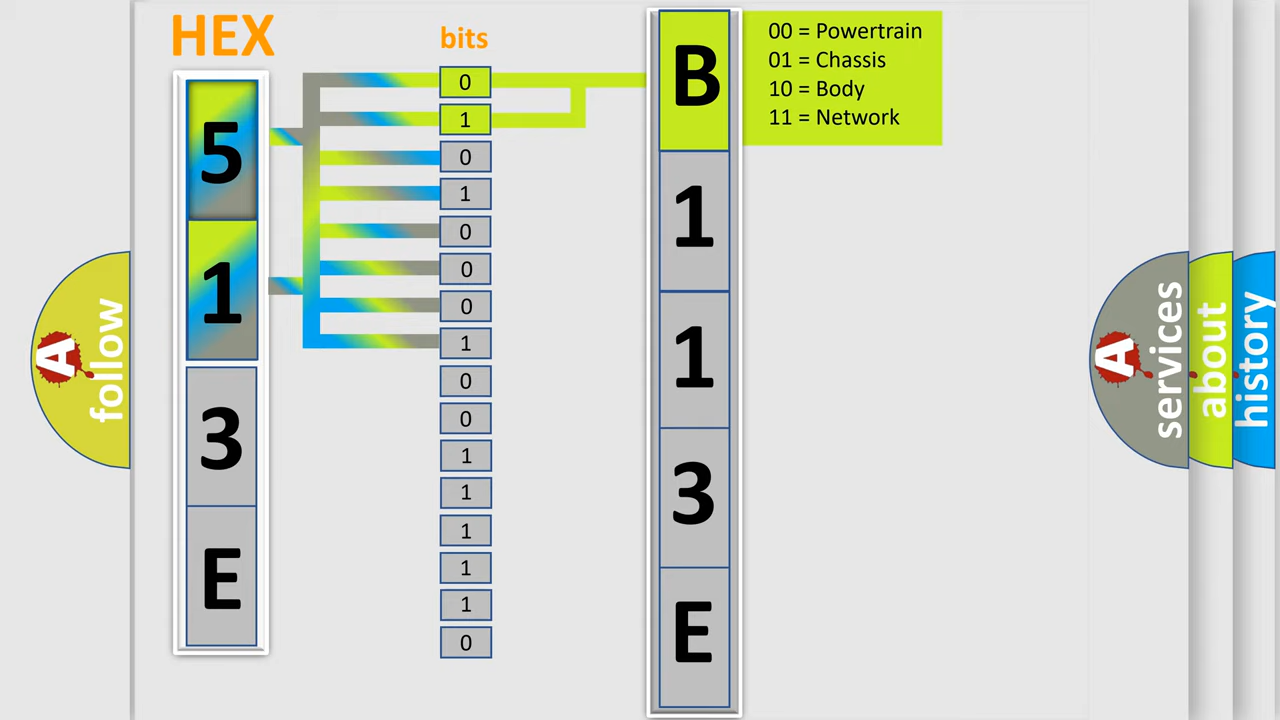 HEX
bits
5
1
3
E
0
1
0
1
0
0
0
1
0
0
1
1
1
1
1
0
B
1
1
3
E
00 = Powertrain
01 = Chassis
10 = Body
11 = Network
A
follow
A
services
about
history